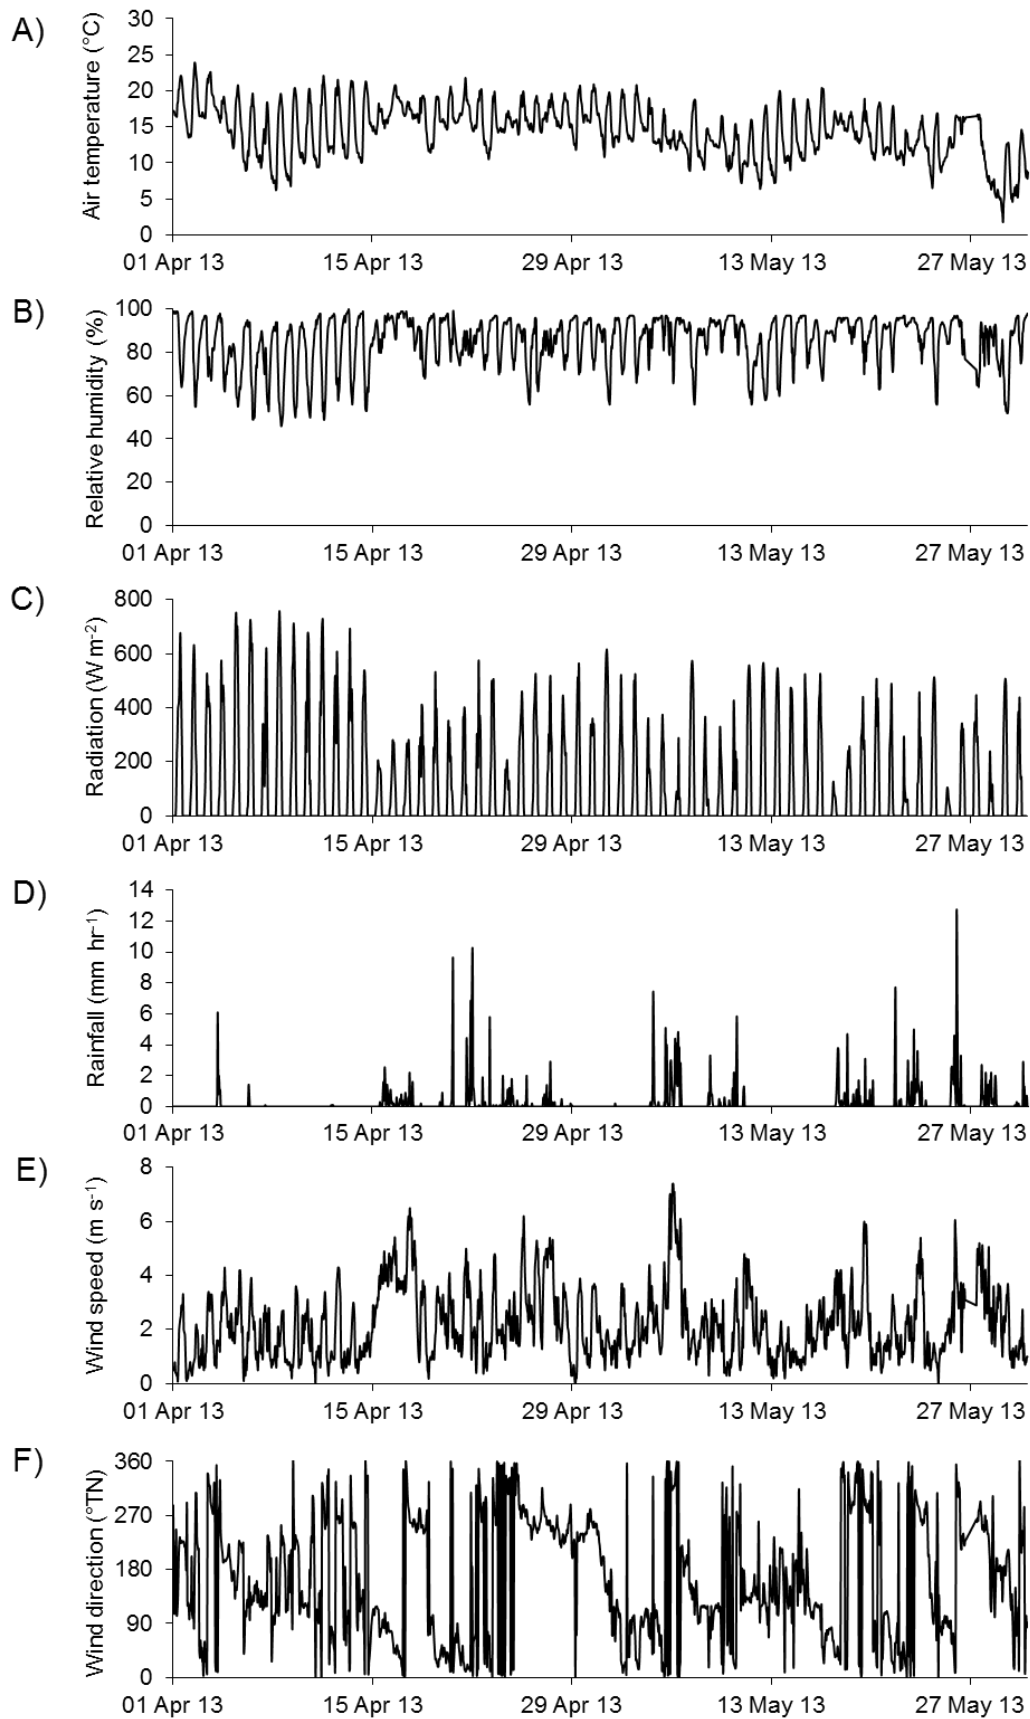 A)
Air temperature (°C)
30
25
20
15
10
5
0
01 Apr 13 15 Apr 13 29 Apr 13 13 May 13 27 May 13
B)
Relative humidity (%)
100
80
60
40
20
0
01 Apr 13 15 Apr 13 29 Apr 13 13 May 13 27 May 13
C)
Radiation (W m⁻²)
800
600
400
200
0
01 Apr 13 15 Apr 13 29 Apr 13 13 May 13 27 May 13
D)
Rainfall (mm hr⁻¹)
14
12
10
8
6
4
2
0
01 Apr 13 15 Apr 13 29 Apr 13 13 May 13 27 May 13
E)
Wind speed (m s⁻¹)
8
6
4
2
0
01 Apr 13 15 Apr 13 29 Apr 13 13 May 13 27 May 13
F)
Wind direction (°TN)
360
270
180
90
0
01 Apr 13 15 Apr 13 29 Apr 13 13 May 13 27 May 13